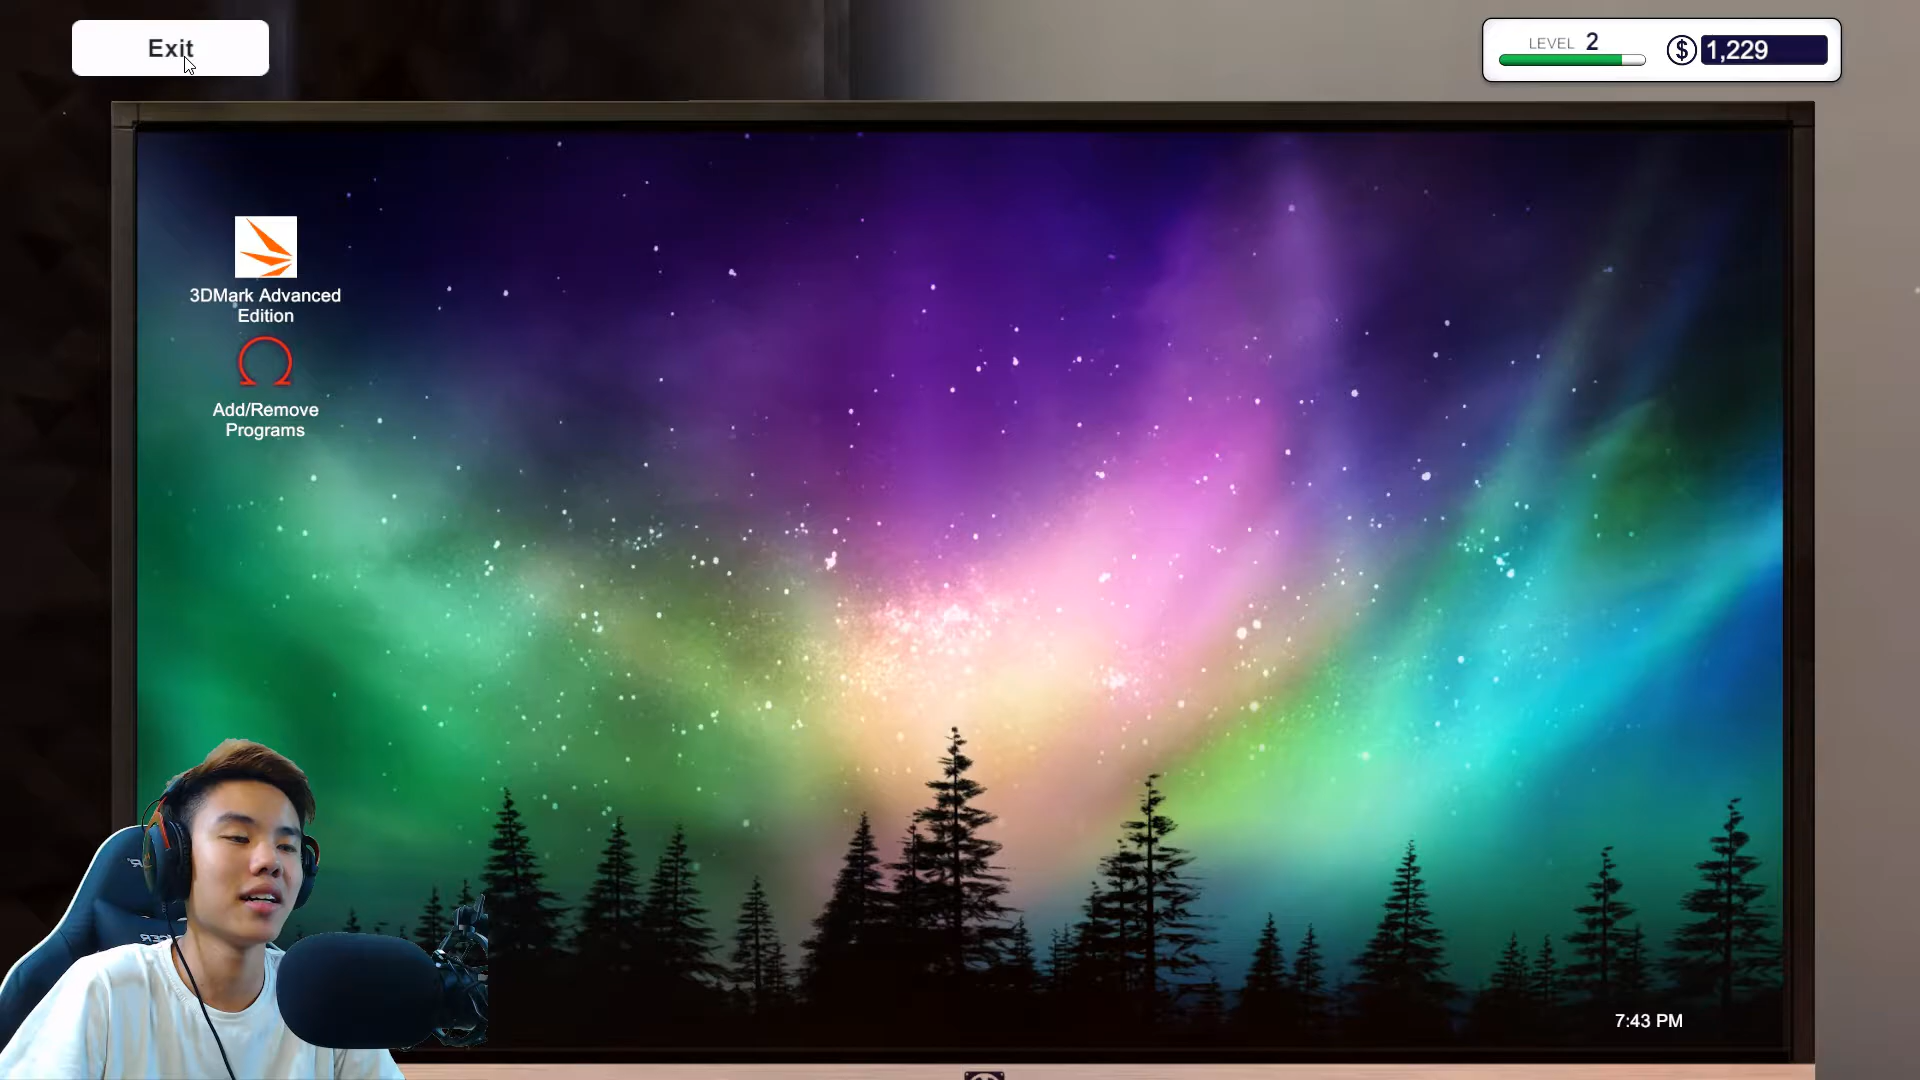 Exit
LEVEL 2
$ 1,229
3DMark Advanced
Edition
Add/Remove
Programs
7:43 PM